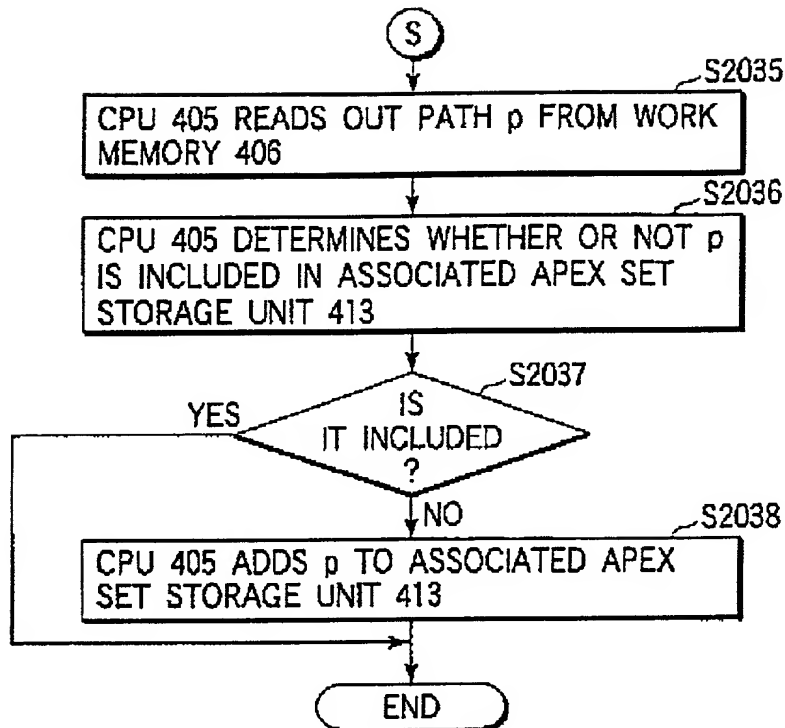 S
S2035
CPU 405 READS OUT PATH p FROM WORK
MEMORY 406
S2036
CPU 405 DETERMINES WHETHER OR NOT p
IS INCLUDED IN ASSOCIATED APEX SET
STORAGE UNIT 413
S2037
YES
IS
IT INCLUDED
?
NO
S2038
CPU 405 ADDS p TO ASSOCIATED APEX
SET STORAGE UNIT 413
END